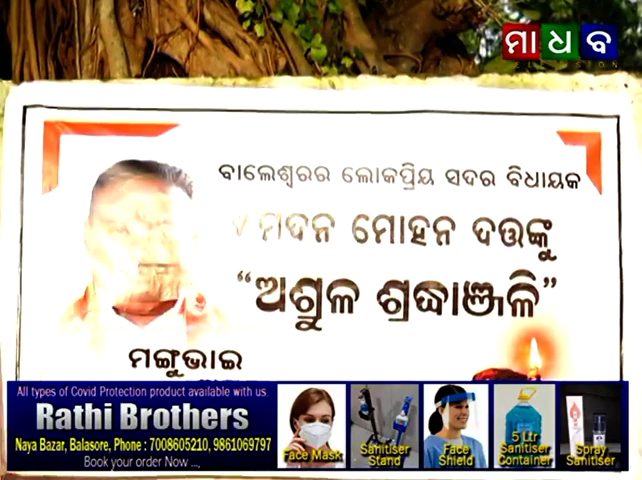 ମାଧବ
ବାଲେଶ୍ୱରର ଲୋକପ୍ରିୟ ସଦର ବିଧାୟକ
ମଦନ ମୋହନ ଦତ୍ତଙ୍କୁ
“ଅଶ୍ରୁଳ ଶ୍ରଦ୍ଧାଞ୍ଜଳି”
ମଙ୍ଗୁଭାଇ
All types of Covid Protection product available with us.
Rathi Brothers
Naya Bazar, Balasore, Phone : 7008605210, 9861069797
Book your order Now ...,
Face Mask
Sanitiser Stand
Face Shield
5 Ltr Sanitiser Container
Spray Sanitiser